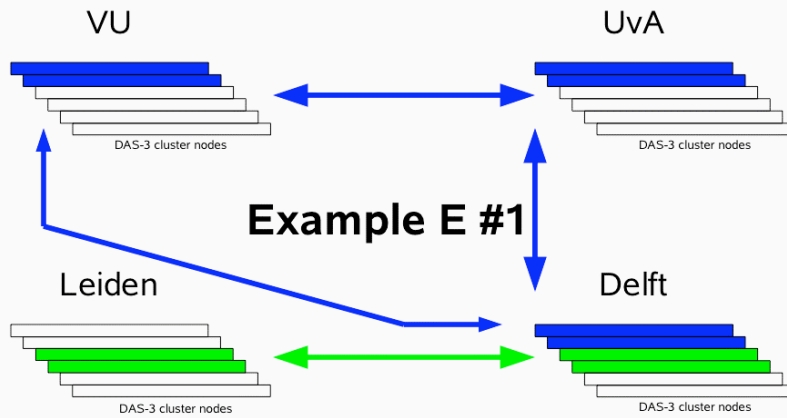 VU
UvA
DAS-3 cluster nodes
DAS-3 cluster nodes
Example E #1
Leiden
Delft
DAS-3 cluster nodes
DAS-3 cluster nodes